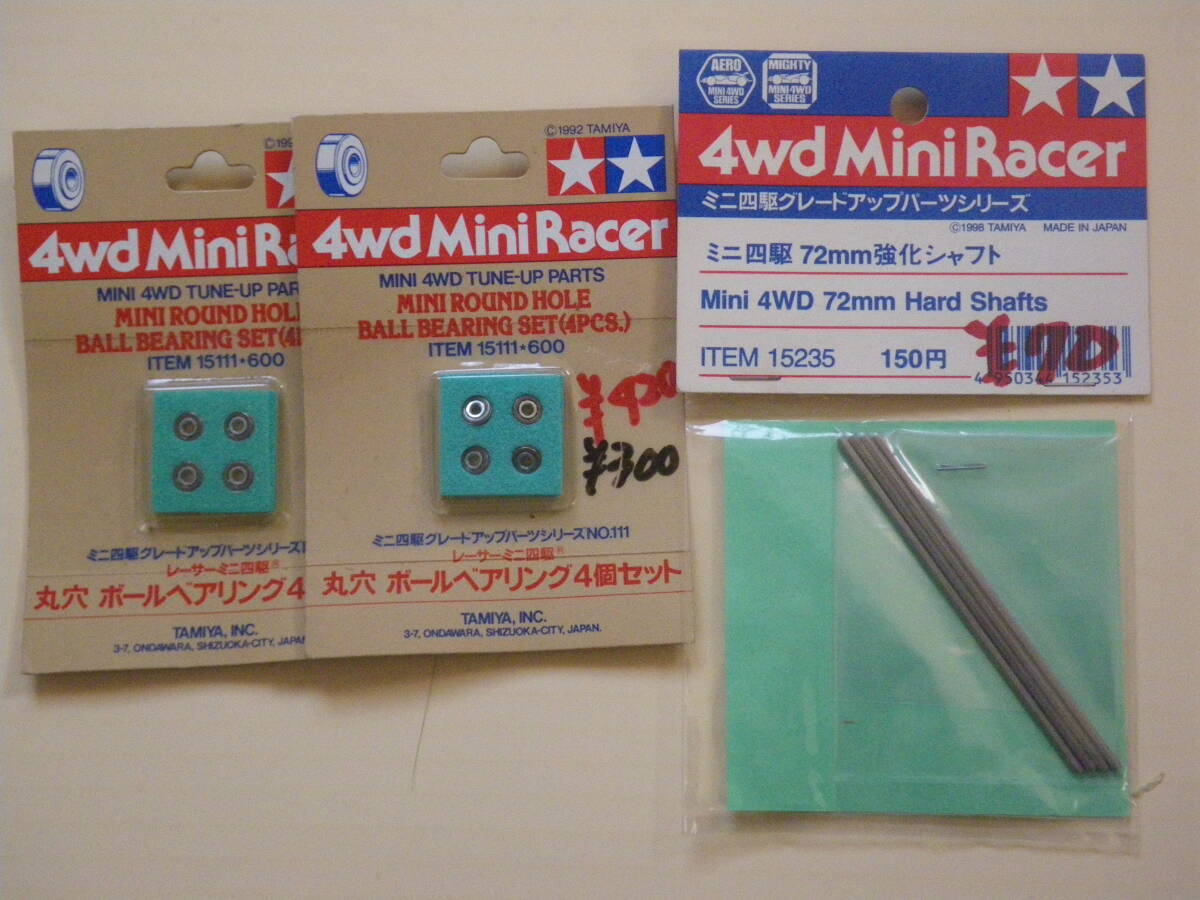 ©199
4wd Mini Ra
MINI 4WD TUNE-UP PAR
MINI ROUND HOL
BALL BEARING SET(4
ITEM 15111★600
ミニ四駆グレードアップパーツシリーズ
レーサーミニ四駆®
丸穴 ボールベアリング4
TAMIYA, INC.
3-7, ONDAWARA, SHIZUOKA-CITY, JAPAN.
©1992 TAMIYA
4wd Mini Racer
MINI 4WD TUNE-UP PARTS
MINI ROUND HOLE
BALL BEARING SET(4PCS.)
ITEM 15111★600
¥400
¥300
ミニ四駆グレードアップパーツシリーズNO.111
レーサーミニ四駆®
丸穴 ボールベアリング4個セット
TAMIYA, INC.
3-7, ONDAWARA, SHIZUOKA-CITY, JAPAN.
AERO
MINI 4WD
SERIES
MIGHTY
MINI 4WD
SERIES
4wd Mini Racer
ミニ四駆グレードアップパーツシリーズ
©1998 TAMIYA MADE IN JAPAN
ミニ四駆 72mm強化シャフト
Mini 4WD 72mm Hard Shafts
ITEM 15235 150円
¥70
4 950344 152353